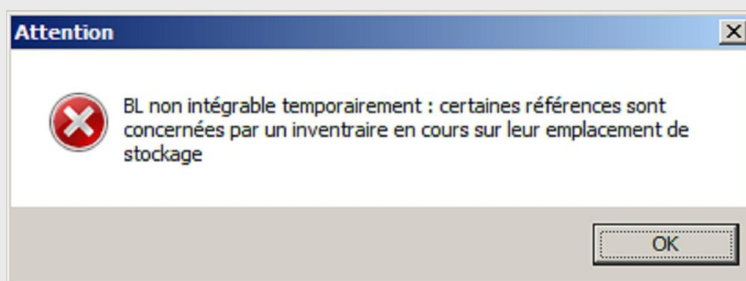 Attention
BL non intégrable temporairement : certaines références sont
concernées par un inventraire en cours sur leur emplacement de
stockage
OK